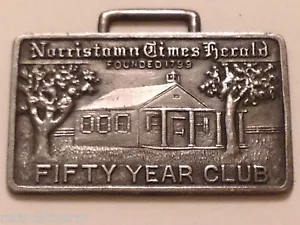 Norristown Times Herald
FOUNDED 1799
FIFTY YEAR CLUB